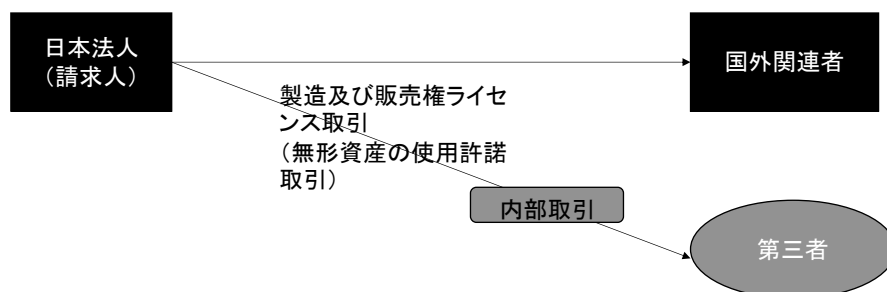 日本法人
（請求人）
国外関連者
製造及び販売権ライセ
ンス取引
（無形資産の使用許諾
取引）
内部取引
第三者